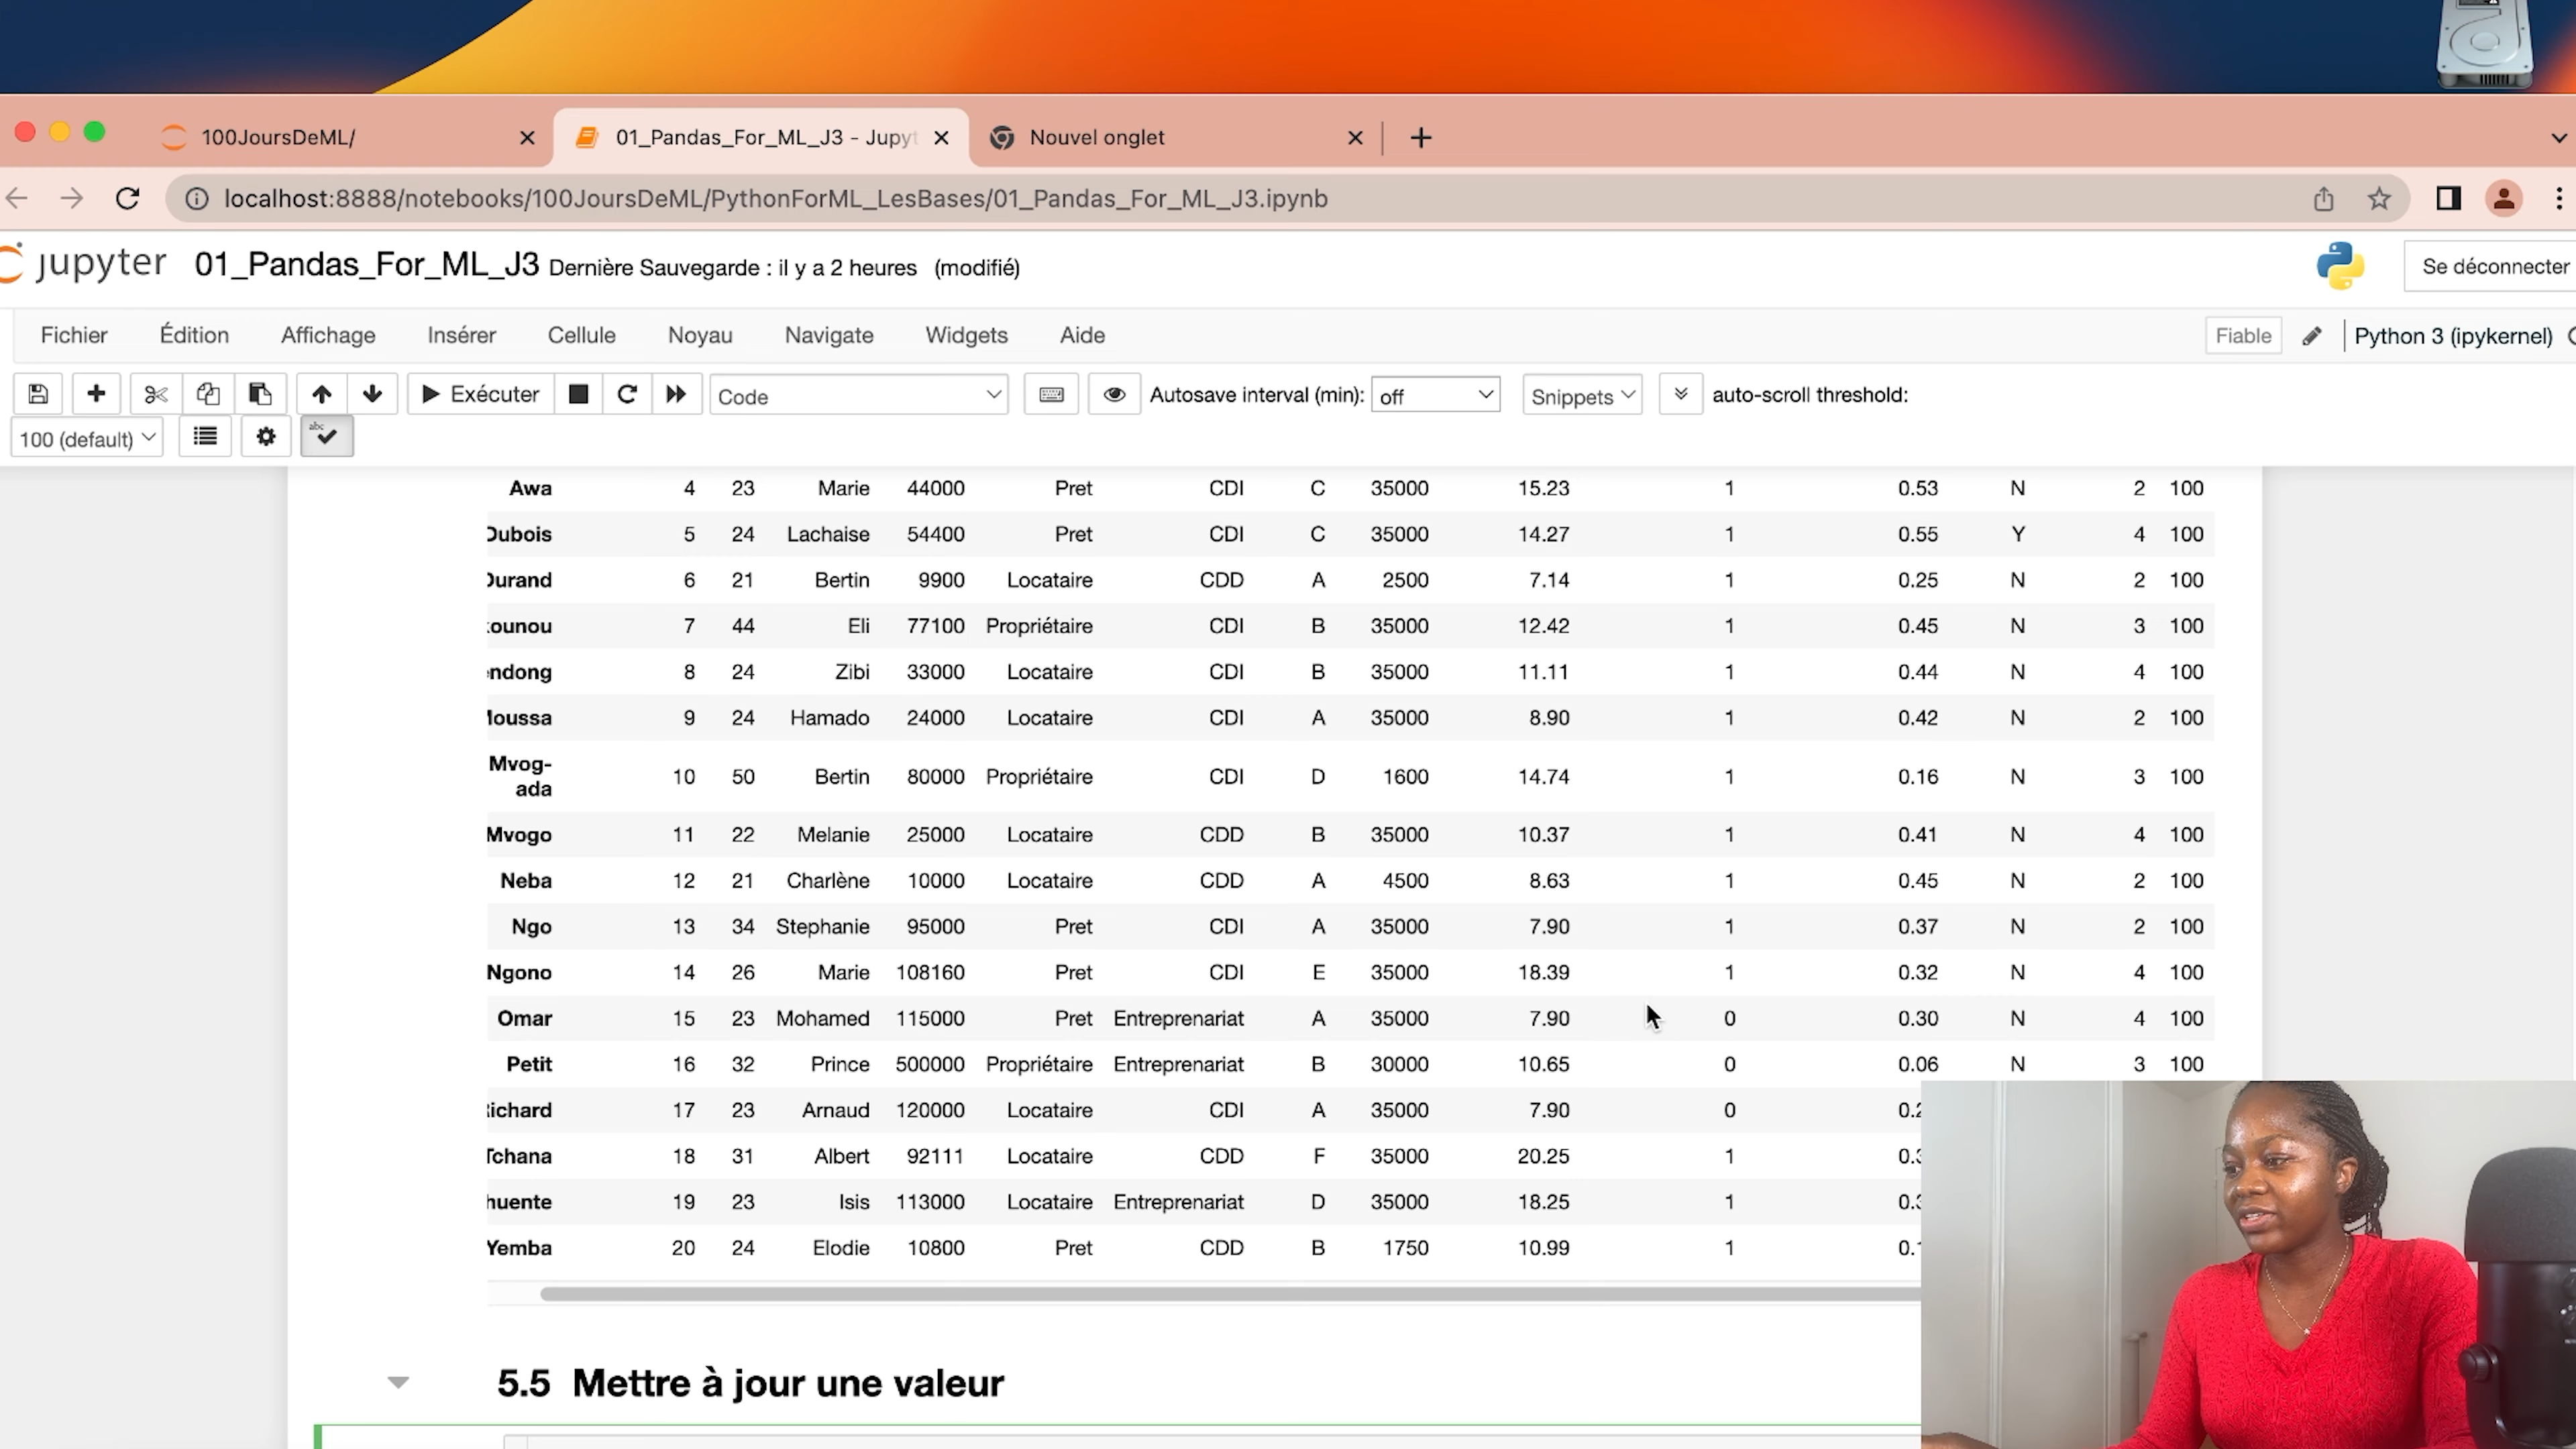 100JoursDeML/
01_Pandas_For_ML_J3 - Jupyt
Nouvel onglet
localhost:8888/notebooks/100JoursDeML/PythonForML_LesBases/01_Pandas_For_ML_J3.ipynb
jupyter 01_Pandas_For_ML_J3 Dernière Sauvegarde : il y a 2 heures (modifié)
Se déconnecter
Fichier Édition Affichage Insérer Cellule Noyau Navigate Widgets Aide
Fiable Python 3 (ipykernel)
Exécuter Code Autosave interval (min): off Snippets auto-scroll threshold:
100 (default) abc
Awa 4 23 Marie 44000 Pret CDI C 35000 15.23 1 0.53 N 2 100
Dubois 5 24 Lachaise 54400 Pret CDI C 35000 14.27 1 0.55 Y 4 100
Durand 6 21 Bertin 9900 Locataire CDD A 2500 7.14 1 0.25 N 2 100
ounou 7 44 Eli 77100 Propriétaire CDI B 35000 12.42 1 0.45 N 3 100
endong 8 24 Zibi 33000 Locataire CDI B 35000 11.11 1 0.44 N 4 100
Moussa 9 24 Hamado 24000 Locataire CDI A 35000 8.90 1 0.42 N 2 100
Mvog-
ada 10 50 Bertin 80000 Propriétaire CDI D 1600 14.74 1 0.16 N 3 100
Mvogo 11 22 Melanie 25000 Locataire CDD B 35000 10.37 1 0.41 N 4 100
Neba 12 21 Charlène 10000 Locataire CDD A 4500 8.63 1 0.45 N 2 100
Ngo 13 34 Stephanie 95000 Pret CDI A 35000 7.90 1 0.37 N 2 100
Ngono 14 26 Marie 108160 Pret CDI E 35000 18.39 1 0.32 N 4 100
Omar 15 23 Mohamed 115000 Pret Entreprenariat A 35000 7.90 0 0.30 N 4 100
Petit 16 32 Prince 500000 Propriétaire Entreprenariat B 30000 10.65 0 0.06 N 3 100
Richard 17 23 Arnaud 120000 Locataire CDI A 35000 7.90 0 0.2
Tchana 18 31 Albert 92111 Locataire CDD F 35000 20.25 1 0.3
huente 19 23 Isis 113000 Locataire Entreprenariat D 35000 18.25 1 0.3
Yemba 20 24 Elodie 10800 Pret CDD B 1750 10.99 1 0.1
5.5 Mettre à jour une valeur